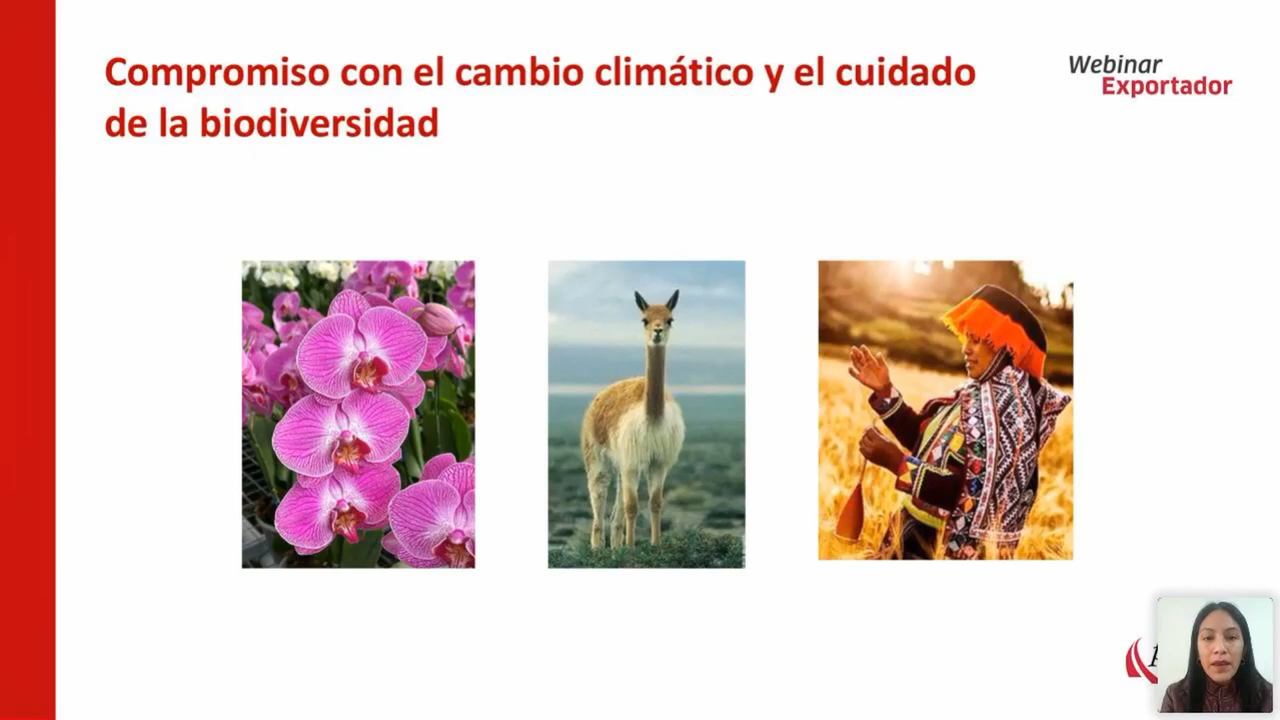 Compromiso con el cambio climático y el cuidado
de la biodiversidad
Webinar
Exportador